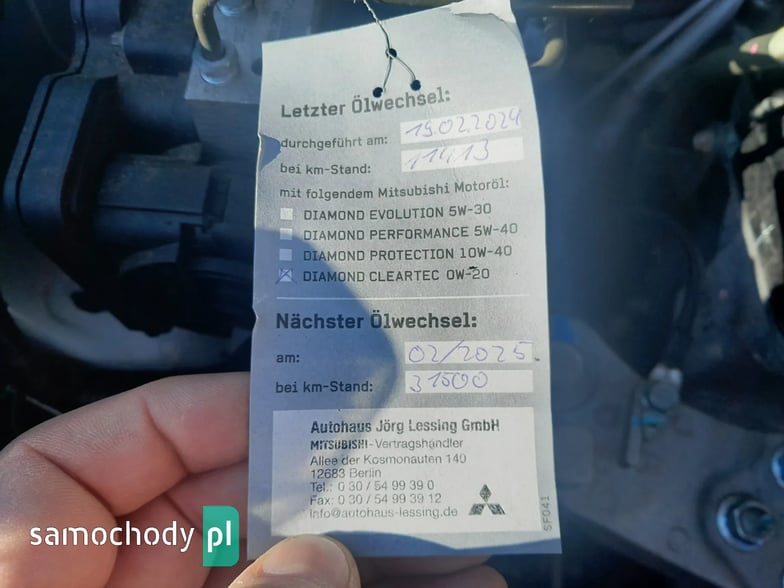 Letzter Ölwechsel:
durchgeführt am: 19.02.2024
bei km-Stand: 11413
mit folgendem Mitsubishi Motoröl:
DIAMOND EVOLUTION 5W-30
DIAMOND PERFORMANCE 5W-40
DIAMOND PROTECTION 10W-40
DIAMOND CLEARTEC 0W-20
Nächster Ölwechsel:
am: 02/2025.
bei km-Stand: 31500
Autohaus Jörg Lessing GmbH
MITSUBISHI-Vertragshändler
Allee der Kosmonauten 140
12683 Berlin
Tel.: 0 30 / 54 99 39 0
Fax: 0 30 / 54 99 39 12
info@autohaus-lessing.de
SF041
samochody pl